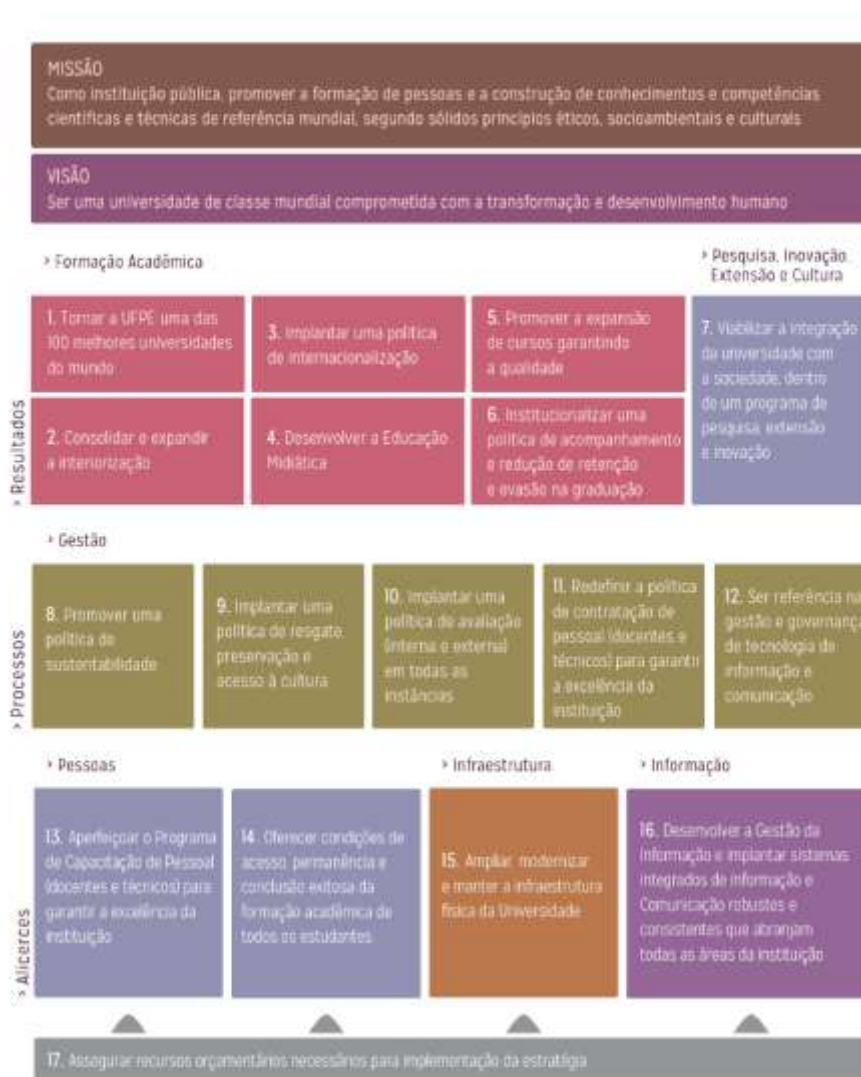 MISSÃO
Como instituição pública, promover a formação de pessoas e a construção de conhecimentos e competências
científicas e técnicas de referência mundial, segundo sólidos princípios éticos, socioambientais e culturais
VISÃO
Ser uma universidade de classe mundial comprometida com a transformação e desenvolvimento humano
> Resultados
> Formação Acadêmica
1. Tornar a UFPE uma das
100 melhores universidades
do mundo
3. Implantar uma política
de internacionalização
5. Promover a expansão
de cursos garantindo
a qualidade
2. Consolidar e expandir
a interiorização
4. Desenvolver a Educação
Midiática
6. Institucionalizar uma
política de acompanhamento
e redução de retenção
e evasão na graduação
> Pesquisa, Inovação
Extensão e Cultura
7. Viabilizar a integração
da universidade com
a sociedade, dentro
de um programa de
pesquisa, extensão
e inovação
> Processos
> Gestão
8. Promover uma
política de
sustentabilidade
9. Implantar uma
política de resgate,
preservação e
acesso à cultura
10. Implantar uma
política de avaliação
(interna e externa)
em todas as
instâncias
11. Redefinir a política
de contratação de
pessoal (docentes e
técnicos) para garantir
a excelência da
instituição
12. Ser referência na
gestão e governança
de tecnologia da
informação e
comunicação
> Alicerces
> Pessoas
13. Aperfeiçoar o Programa
de Capacitação de Pessoal
(docentes e técnicos) para
garantir a excelência da
instituição
14. Oferecer condições de
acesso, permanência e
conclusão exitosa da
formação acadêmica de
todos os estudantes
> Infraestrutura
15. Ampliar, modernizar
e manter a infraestrutura
física da Universidade
> Informação
16. Desenvolver a Gestão da
Informação e implantar sistemas
integrados de informação e
Comunicação robustos e
consistentes que abranjam
todas as áreas da instituição
17. Assegurar recursos orçamentários necessários para implementação da estratégia